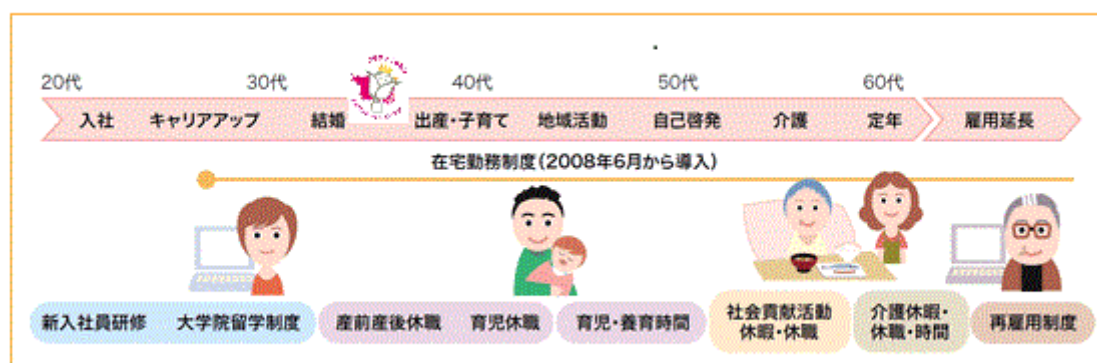 20代 30代 40代 50代 60代
入社 キャリアアップ 結婚 出産・子育て 地域活動 自己啓発 介護 定年 雇用延長
在宅勤務制度(2008年6月から導入)
新入社員研修 大学院留学制度 産前産後休職 育児休職 育児・養育時間 社会貢献活動 介護休暇・ 再雇用制度
休暇・休職 休職・時間